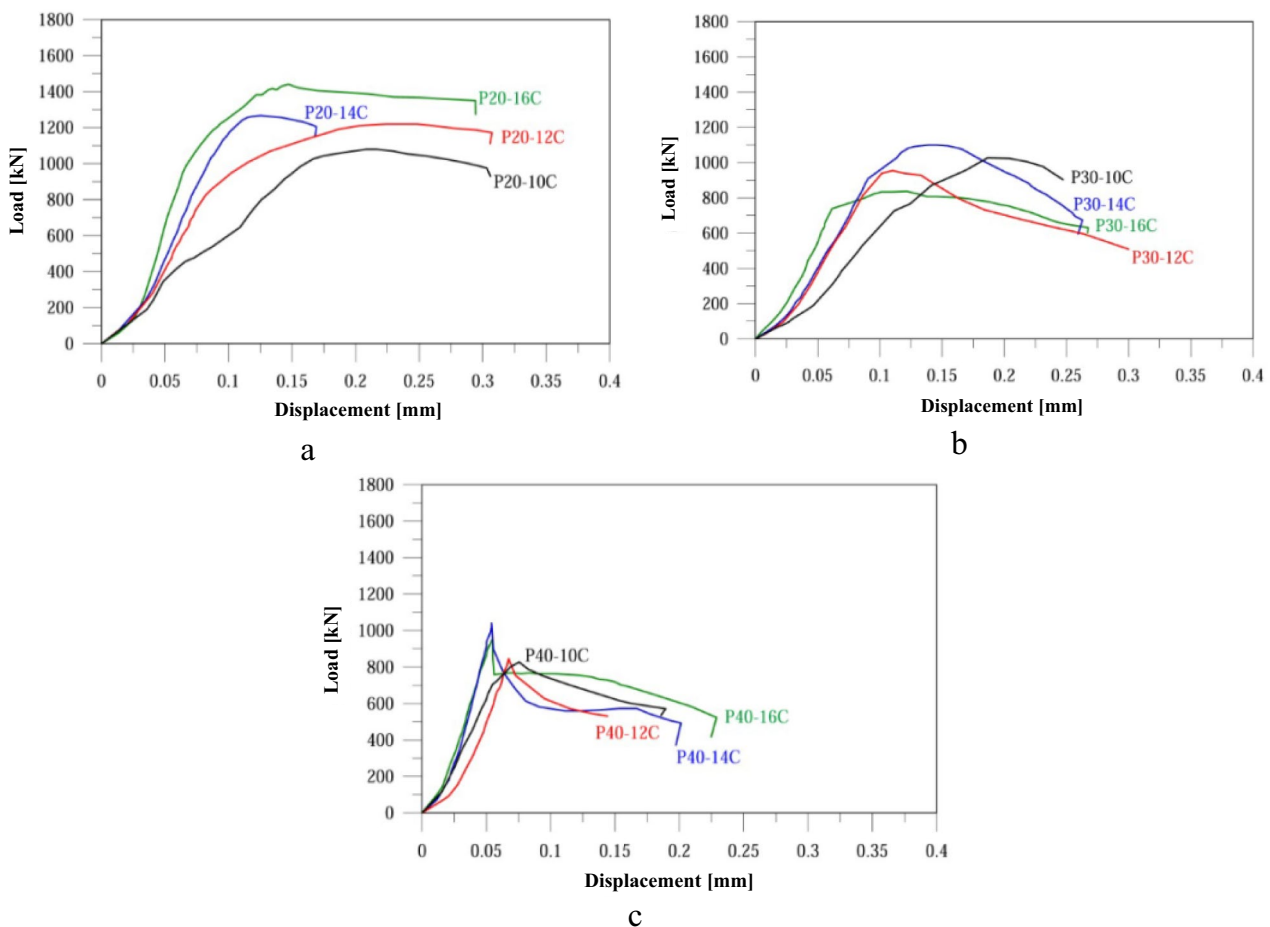 1800
1600
1400
1200
1000
800
600
400
200
0
Load [kN]
P20-16C
P20-14C
P20-12C
P20-10C
0 0.05 0.1 0.15 0.2 0.25 0.3 0.35 0.4
Displacement [mm]
a
1800
1600
1400
1200
1000
800
600
400
200
0
Load [kN]
P30-10C
P30-14C
P30-16C
P30-12C
0 0.05 0.1 0.15 0.2 0.25 0.3 0.35 0.4
Displacement [mm]
b
1800
1600
1400
1200
1000
800
600
400
200
0
Load [kN]
P40-10C
P40-16C
P40-12C
P40-14C
0 0.05 0.1 0.15 0.2 0.25 0.3 0.35 0.4
Displacement [mm]
c